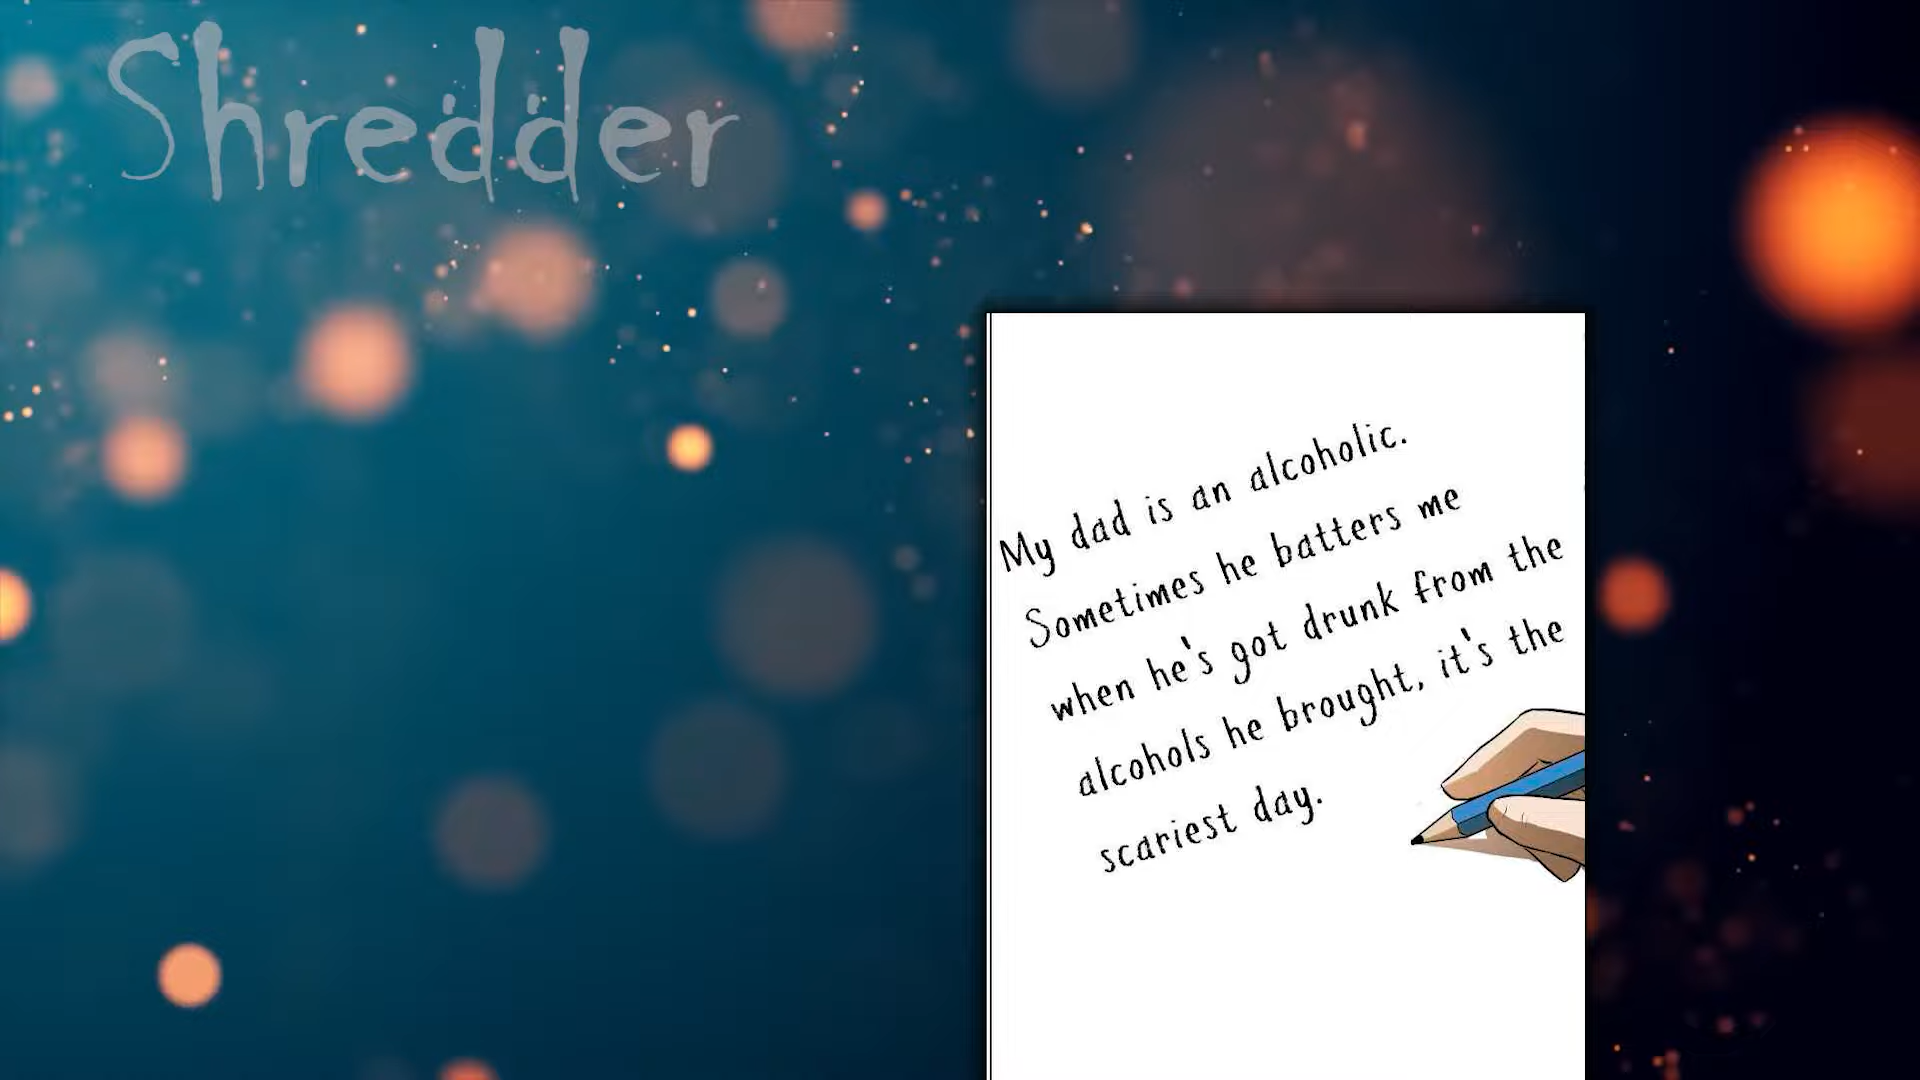 Shredder
My dad is an alcoholic.
Sometimes he batters me
when he's got drunk from the
alcohols he brought, it's the
scariest day.